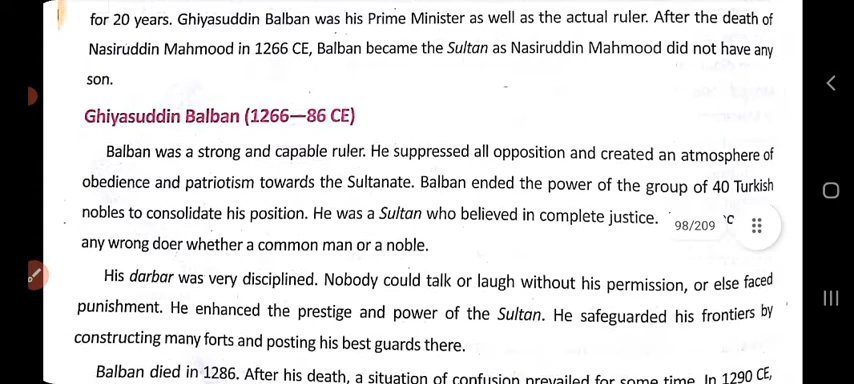 for 20 years. Ghiyasuddin Balban was his Prime Minister as well as the actual ruler. After the death of
Nasiruddin Mahmood in 1266 CE, Balban became the Sultan as Nasiruddin Mahmood did not have any
son.
Ghiyasuddin Balban (1266—86 CE)
Balban was a strong and capable ruler. He suppressed all opposition and created an atmosphere of
obedience and patriotism towards the Sultanate. Balban ended the power of the group of 40 Turkish
nobles to consolidate his position. He was a Sultan who believed in complete justice.
98/209
any wrong doer whether a common man or a noble.
His darbar was very disciplined. Nobody could talk or laugh without his permission, or else faced
punishment. He enhanced the prestige and power of the Sultan. He safeguarded his frontiers by
constructing many forts and posting his best guards there.
Balban died in 1286. After his death, a situation of confusion prevailed for some time. In 1290 CE,